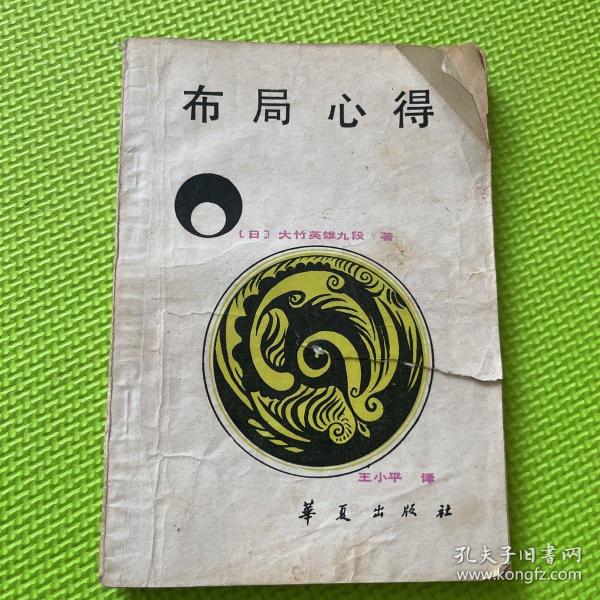 布局心得
〔日〕大竹英雄九段 著
王小平 译
華夏出版社
孔夫子旧书网
www.kongfz.com